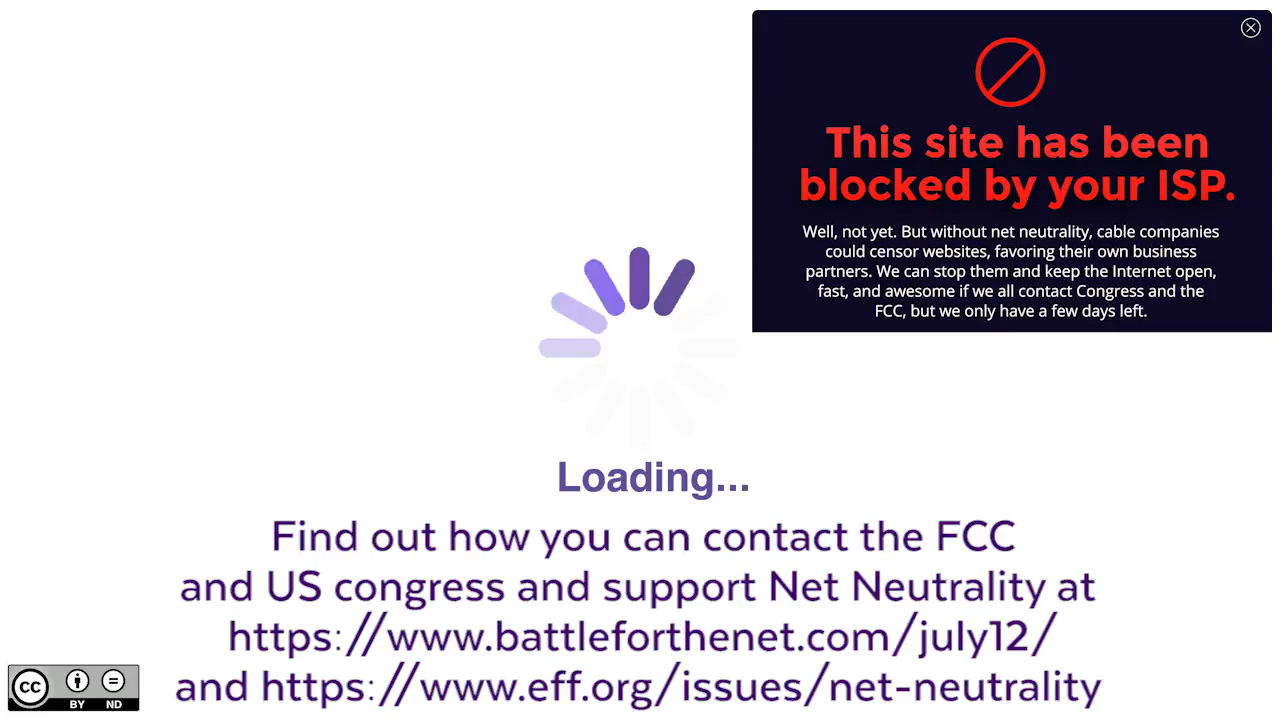 This site has been
blocked by your ISP.
Well, not yet. But without net neutrality, cable companies
could censor websites, favoring their own business
partners. We can stop them and keep the Internet open,
fast, and awesome if we all contact Congress and the
FCC, but we only have a few days left.
Loading...
Find out how you can contact the FCC
and US congress and support Net Neutrality at
https://www.battleforthenet.com/july12/
and https://www.eff.org/issues/net-neutrality
cc
BY ND